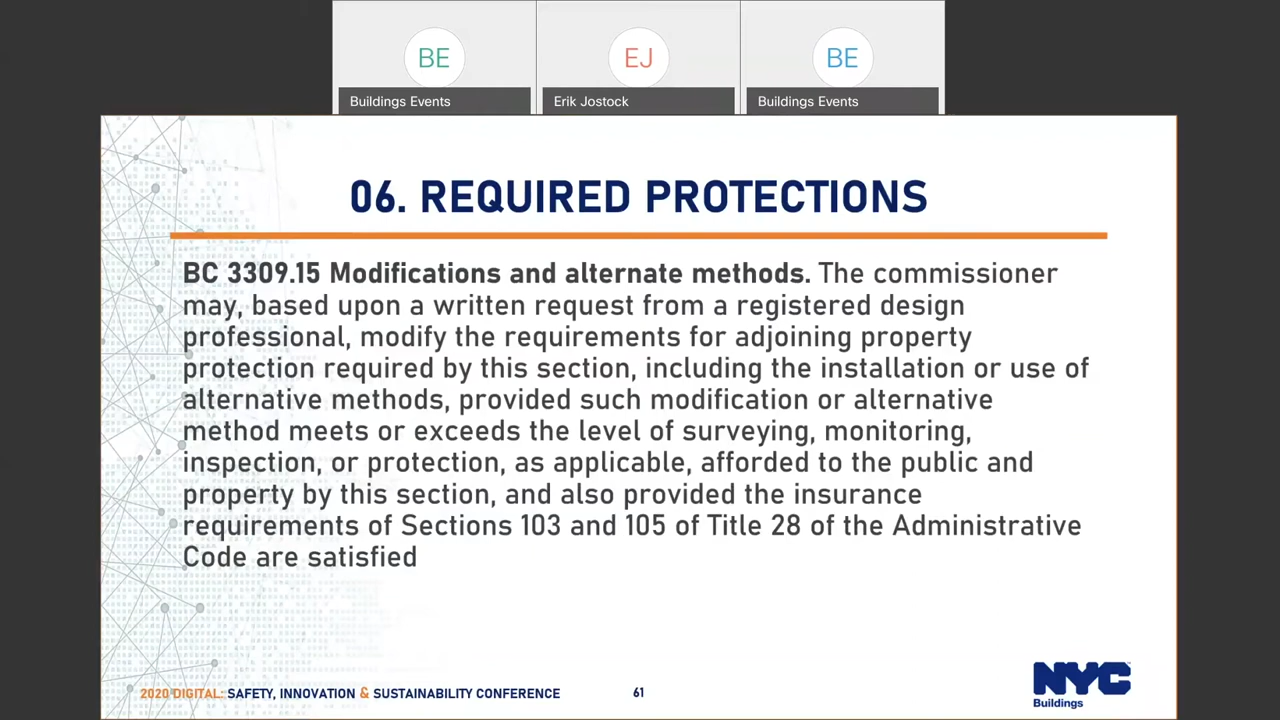 BE EJ BE
Buildings Events Erik Jostock Buildings Events
06. REQUIRED PROTECTIONS
BC 3309.15 Modifications and alternate methods. The commissioner
may, based upon a written request from a registered design
professional, modify the requirements for adjoining property
protection required by this section, including the installation or use of
alternative methods, provided such modification or alternative
method meets or exceeds the level of surveying, monitoring,
inspection, or protection, as applicable, afforded to the public and
property by this section, and also provided the insurance
requirements of Sections 103 and 105 of Title 28 of the Administrative
Code are satisfied
2020 DIGITAL: SAFETY, INNOVATION & SUSTAINABILITY CONFERENCE 61
NYC
Buildings